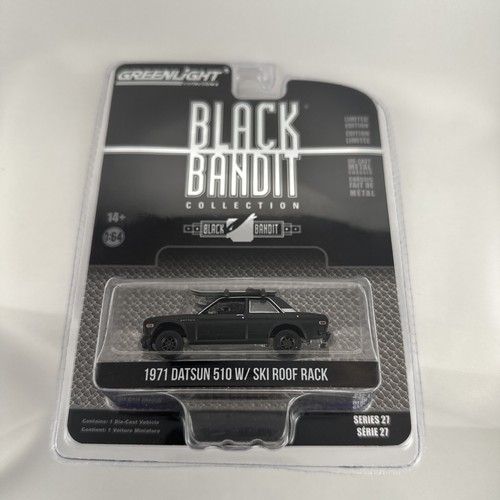 GREENLIGHT
BLACK
BANDIT
COLLECTION
LIMITED
EDITION
ÉDITION
LIMITÉE
DIE-CAST
METAL
CHASSIS
CHÂSSIS
FAIT DE
MÉTAL
14+
1:64
BLACK BANDIT
1971 DATSUN 510 W/ SKI ROOF RACK
Contains: 1 Die-Cast Vehicle
Contient: 1 Voiture Miniature
SERIES 27
SÉRIE 27